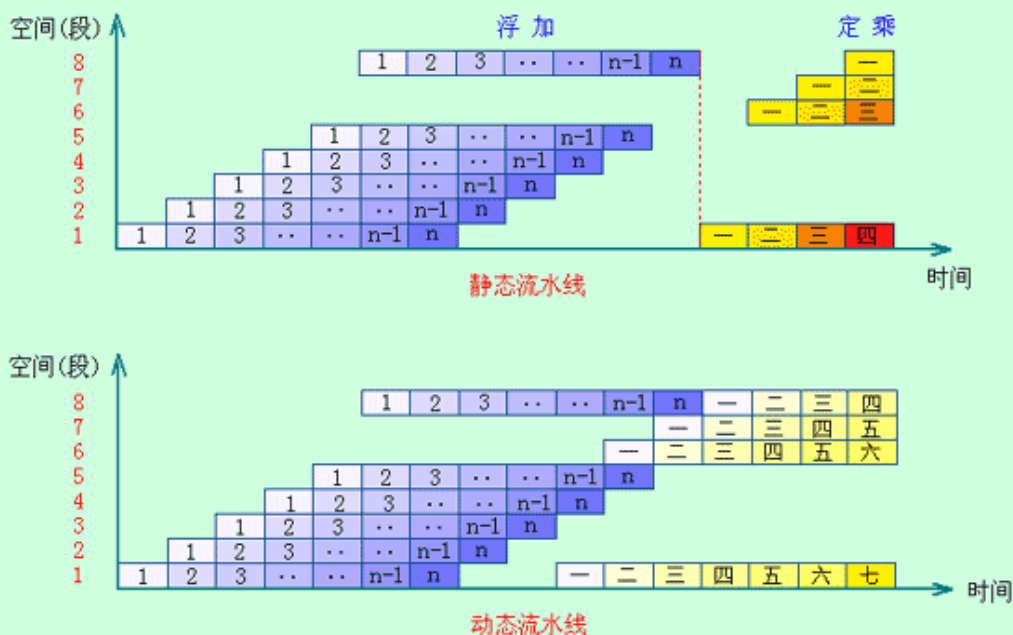 空间(段) 浮加 定乘
8 1 2 3 ·· ·· n-1 n 一
7 一 二
6 一 二 三
5 1 2 3 ·· ·· n-1 n
4 1 2 3 ·· ·· n-1 n
3 1 2 3 ·· ·· n-1 n
2 1 2 3 ·· ·· n-1 n
1 1 2 3 ·· ·· n-1 n 一 二 三 四
时间
静态流水线
空间(段)
8 1 2 3 ·· ·· n-1 n 一 二 三 四
7 一 二 三 四 五
6 一 二 三 四 五 六
5 1 2 3 ·· ·· n-1 n
4 1 2 3 ·· ·· n-1 n
3 1 2 3 ·· ·· n-1 n
2 1 2 3 ·· ·· n-1 n
1 1 2 3 ·· ·· n-1 n 一 二 三 四 五 六 七
时间
动态流水线